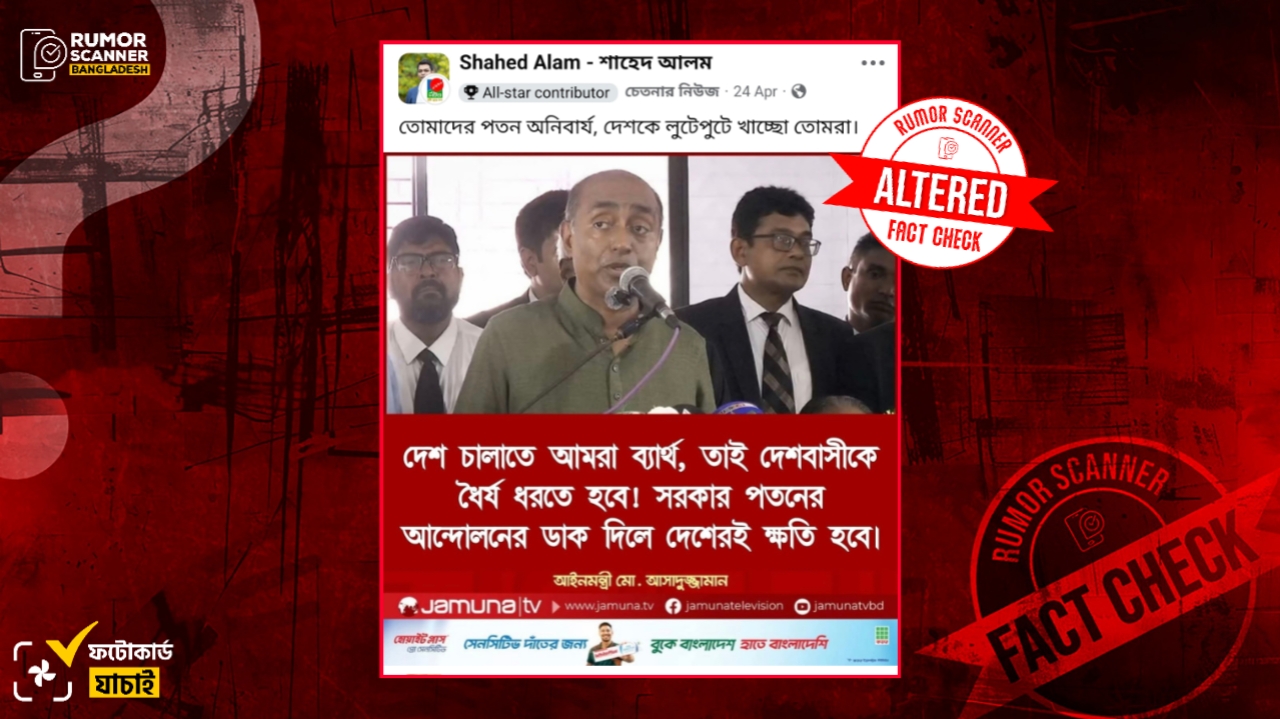 RUMOR
SCANNER
BANGLADESH
Shahed Alam - শাহেদ আলম
All-star contributor চেতনার নিউজ · 24 Apr ·
তোমাদের পতন অনিবার্য, দেশকে লুটেপুটে খাচ্ছো তোমরা।
RUMOR SCANNER
ALTERED
FACT CHECK
দেশ চালাতে আমরা ব্যার্থ, তাই দেশবাসীকে
ধৈর্য ধরতে হবে! সরকার পতনের
আন্দোলনের ডাক দিলে দেশেরই ক্ষতি হবে।
আইনমন্ত্রী মো. আসাদুজ্জামান
JAMUNA|tv www.jamuna.tv jamunatelevision jamunatvbd
সেনসিটিভ দাঁতের জন্য বুকে বাংলাদেশ হাতে বাংলাদেশি
RUMOR SCANNER
FACT CHECK
ফটোকার্ড
যাচাই